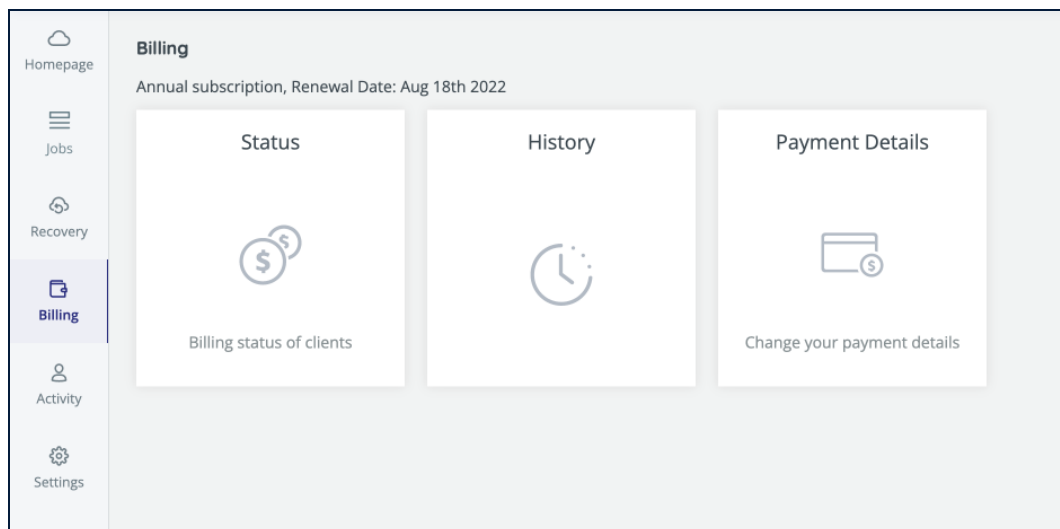 Homepage
Jobs
Recovery
Billing
Activity
Settings
Billing
Annual subscription, Renewal Date: Aug 18th 2022
Status
$ $
Billing status of clients
History
Payment Details
$
Change your payment details